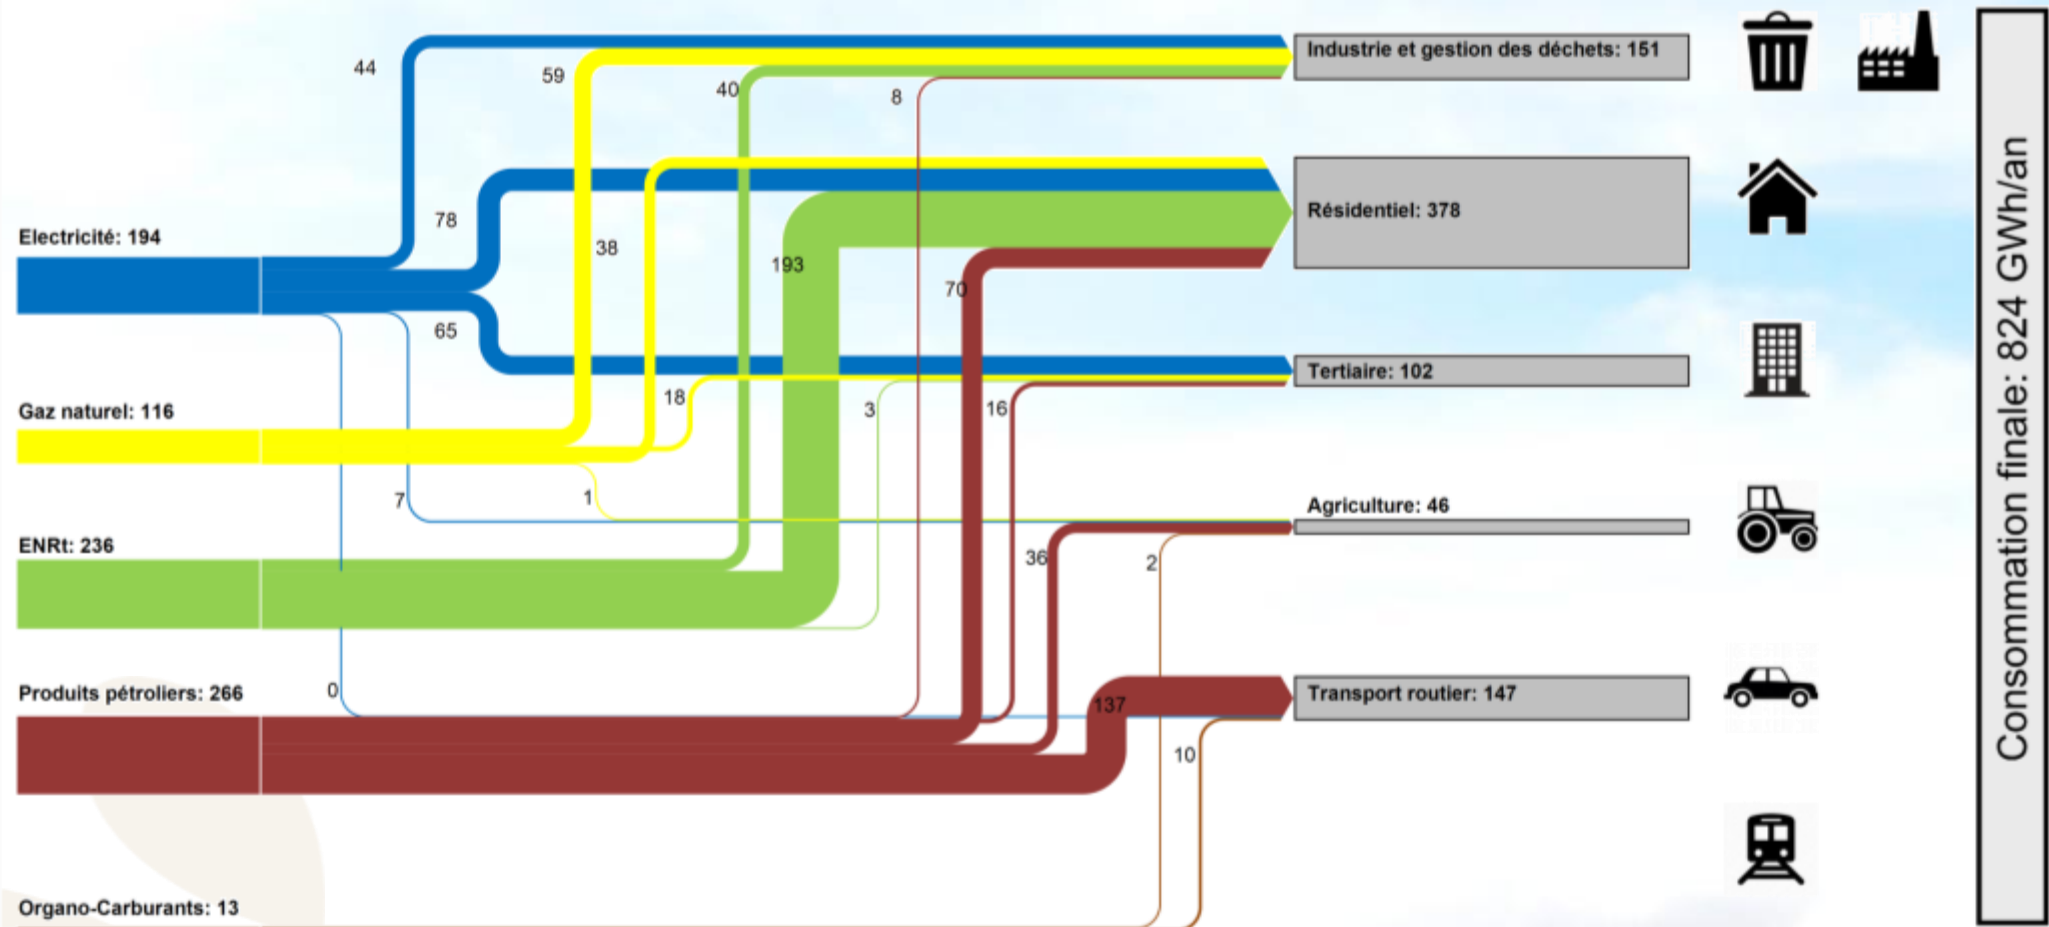 44
59
40
8
Industrie et gestion des déchets: 151
78
38
193
70
Résidentiel: 378
Electricité: 194
65
18
3
16
Tertiaire: 102
Gaz naturel: 116
7
1
36
2
Agriculture: 46
ENRt: 236
Produits pétroliers: 266
0
137
10
Transport routier: 147
Organo-Carburants: 13
Consommation finale: 824 GWh/an